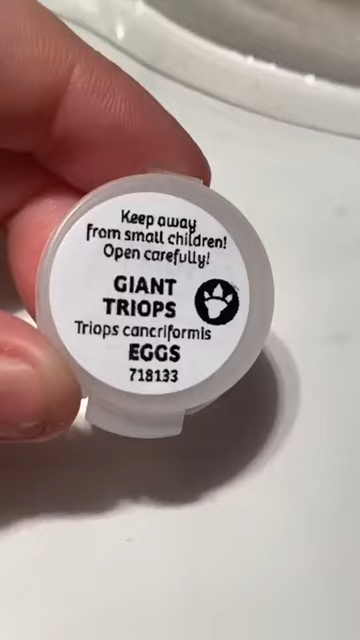 Keep away
from small children!
Open carefully!
GIANT
TRIOPS
Triops cancriformis
EGGS
718133